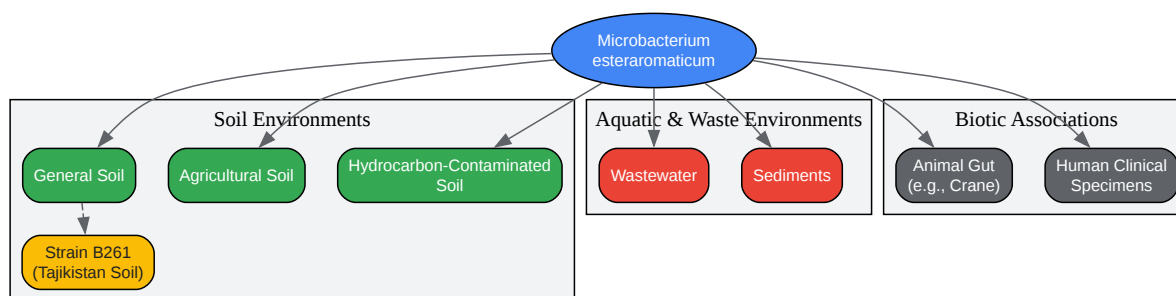 Microbacterium
esteraromaticum
Soil Environments
Aquatic & Waste Environments
Biotic Associations
General Soil
Agricultural Soil
Hydrocarbon-Contaminated
Soil
Wastewater
Sediments
Animal Gut
(e.g., Crane)
Human Clinical
Specimens
Strain B261
(Tajikistan Soil)